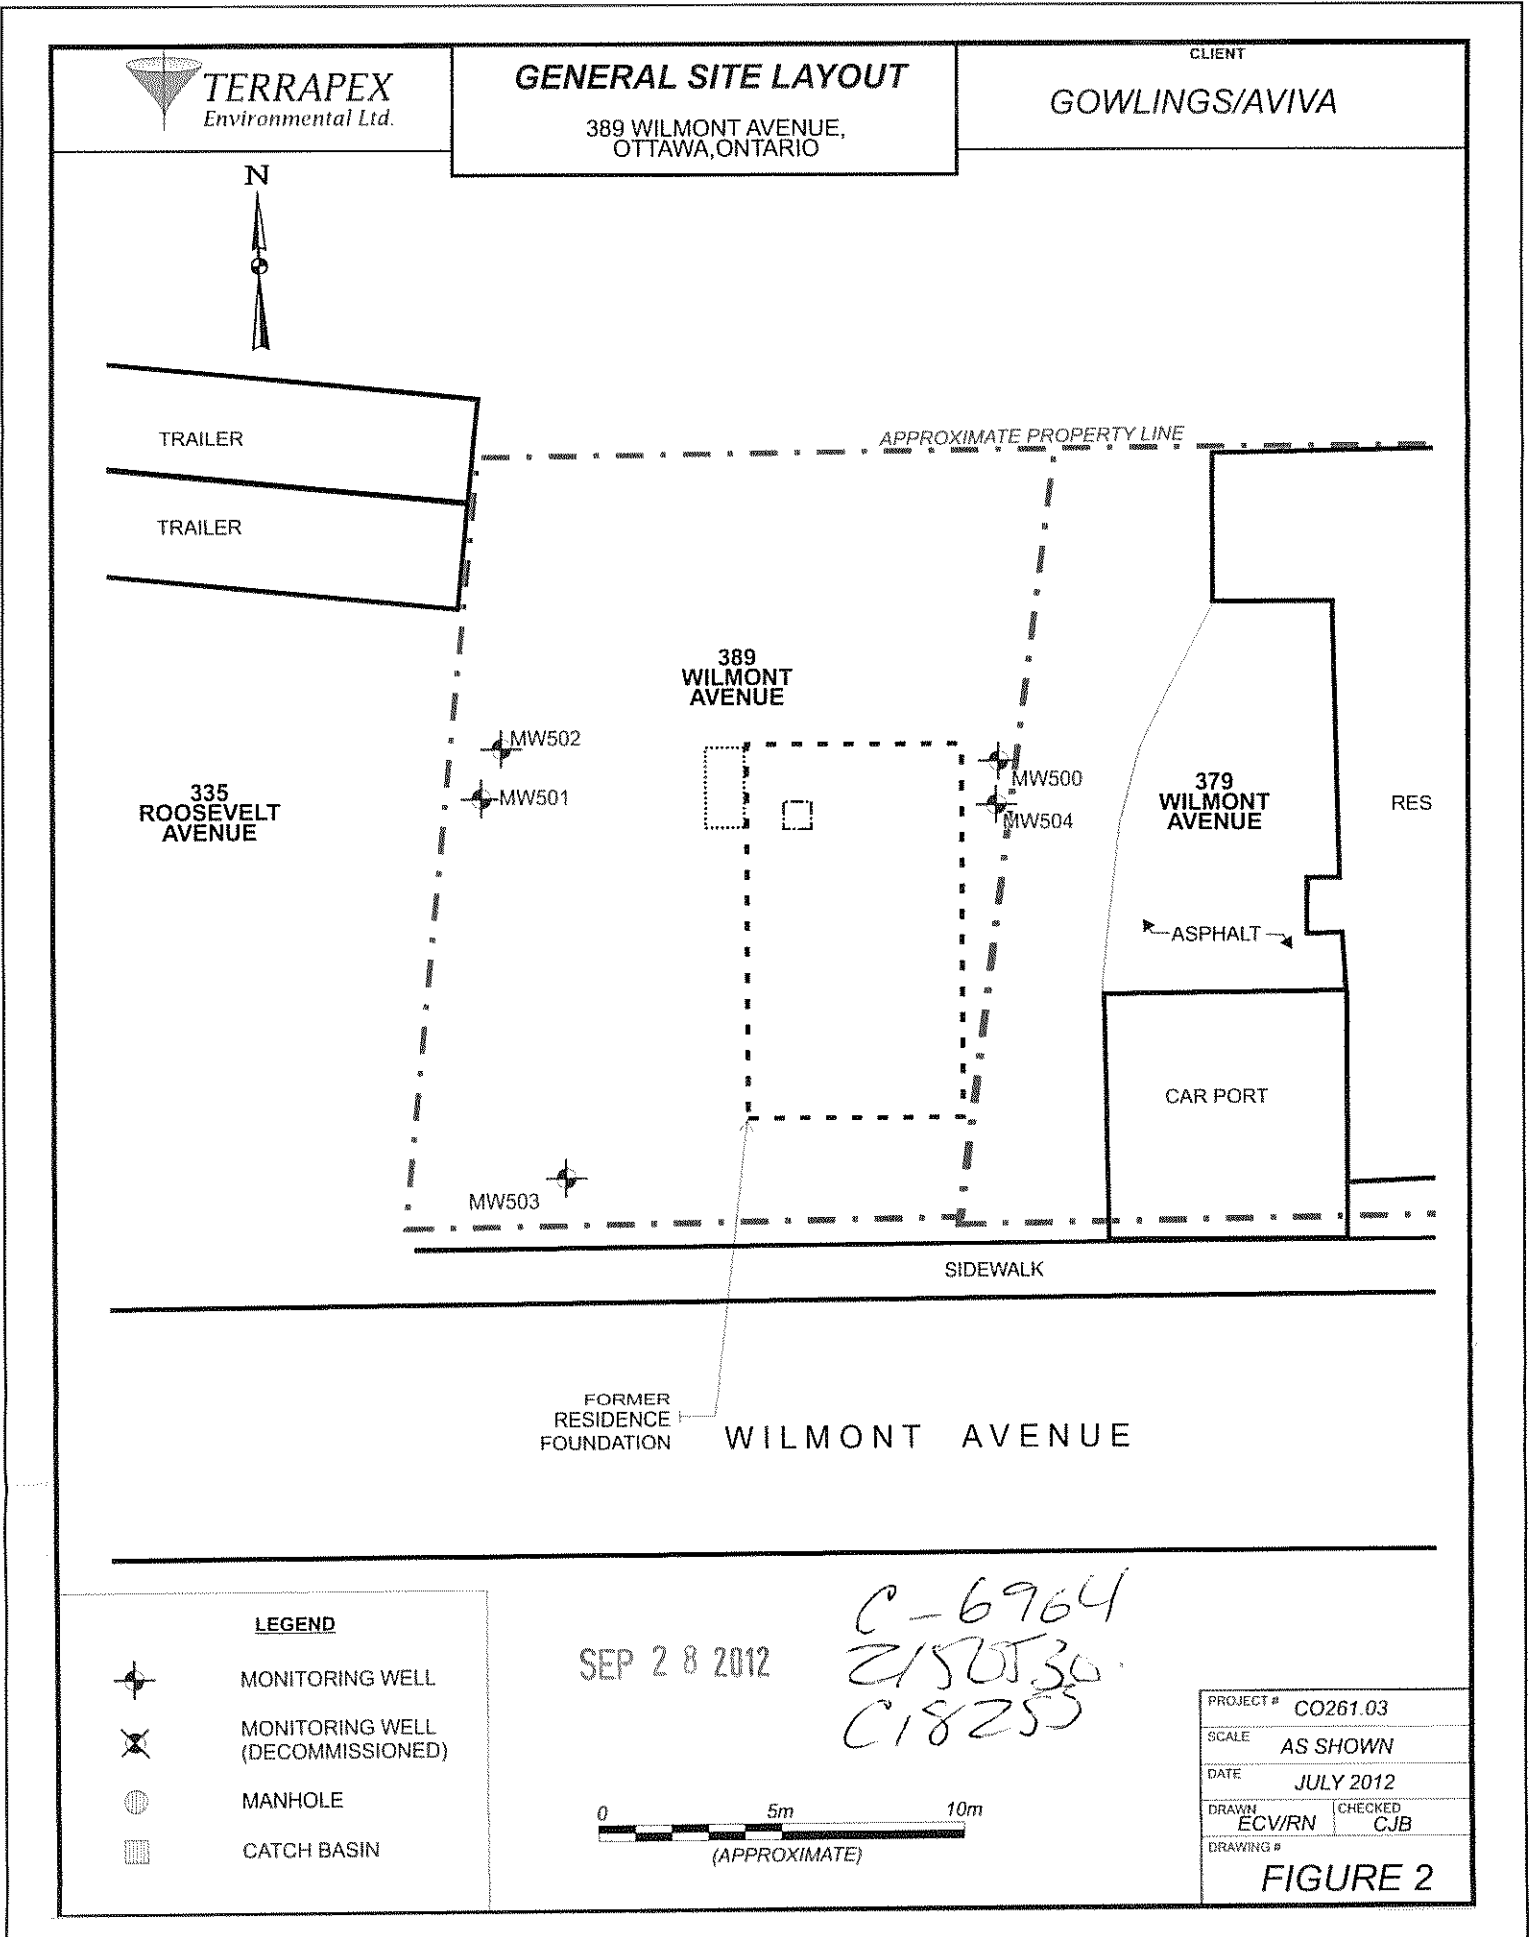 TERRAPEX
Environmental Ltd.
GENERAL SITE LAYOUT
389 WILMONT AVENUE,
OTTAWA,ONTARIO
CLIENT
GOWLINGS/AVIVA
N
TRAILER
TRAILER
APPROXIMATE PROPERTY LINE
389
WILMONT
AVENUE
MW502
MW501
MW500
MW504
335
ROOSEVELT
AVENUE
379
WILMONT
AVENUE
RES
ASPHALT
CAR PORT
MW503
SIDEWALK
FORMER
RESIDENCE
FOUNDATION
WILMONT AVENUE
LEGEND
MONITORING WELL
MONITORING WELL
(DECOMMISSIONED)
MANHOLE
CATCH BASIN
SEP 28 2012
C-6964
C18255
0 5m 10m
(APPROXIMATE)
PROJECT # CO261.03
SCALE AS SHOWN
DATE JULY 2012
DRAWN ECV/RN CHECKED CJB
DRAWING #
FIGURE 2